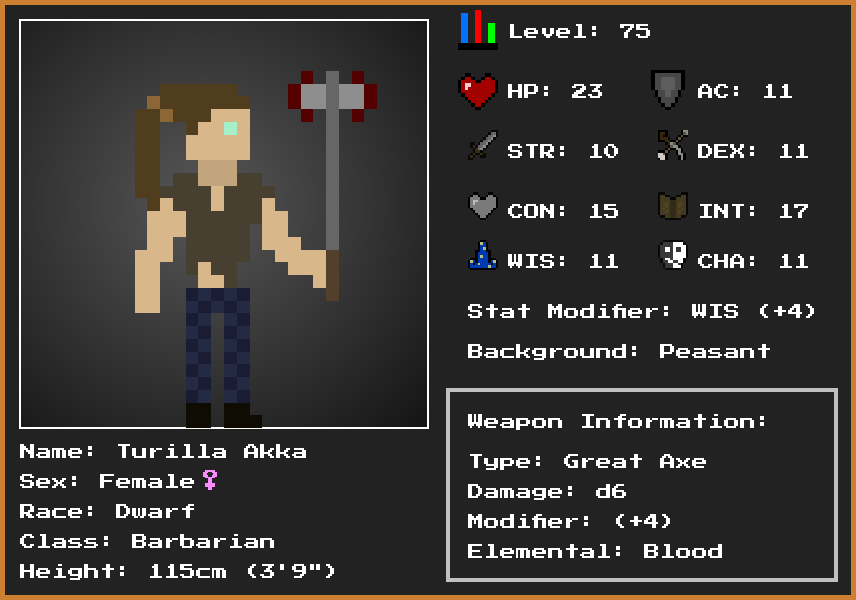 Level: 75
HP: 23
AC: 11
STR: 10
DEX: 11
CON: 15
INT: 17
WIS: 11
CHA: 11
Stat Modifier: WIS (+4)
Background: Peasant
Weapon Information:
Type: Great Axe
Damage: d6
Modifier: (+4)
Elemental: Blood
Name: Turilla Akka
Sex: Female♀
Race: Dwarf
Class: Barbarian
Height: 115cm (3'9")